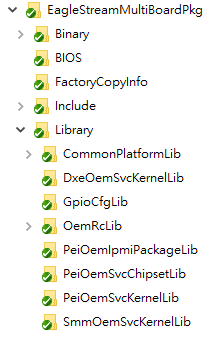 EagleStreamMultiBoardPkg
Binary
BIOS
FactoryCopyInfo
Include
Library
CommonPlatformLib
DxeOemSvcKernelLib
GpioCfgLib
OemRcLib
PeiOemIpmiPackageLib
PeiOemSvcChipsetLib
PeiOemSvcKernelLib
SmmOemSvcKernelLib